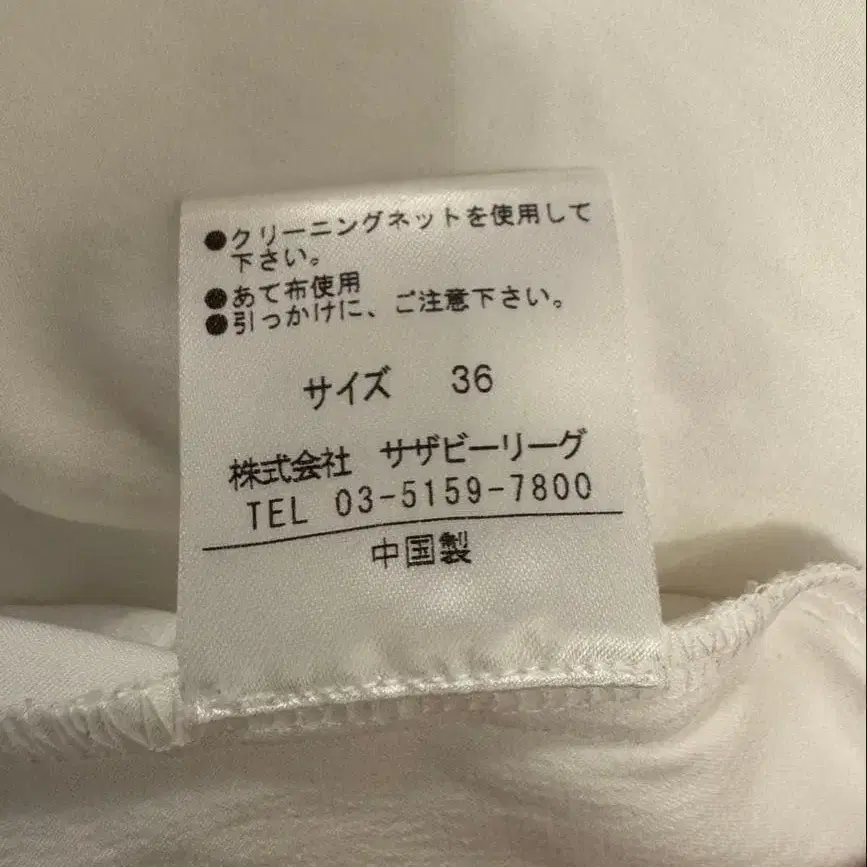 ●クリーニングネットを使用して
下さい。
●あて布使用
●引っかけに、ご注意下さい。
サイズ 36
株式会社 サザビーリーグ
TEL 03-5159-7800
中国製